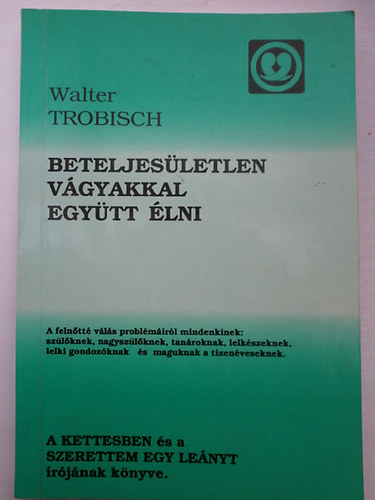 Walter
TROBISCH
BETELJESÜLETLEN
VÁGYAKKAL
EGYÜTT ÉLNI
A felnőtté válás problémáiról mindenkinek:
szülőknek, nagyszülőknek, tanároknak, lelkészeknek,
lelki gondozóknak és maguknak a tizenéveseknek.
A KETTESBEN és a
SZERETTEM EGY LEÁNYT
írójának könyve.